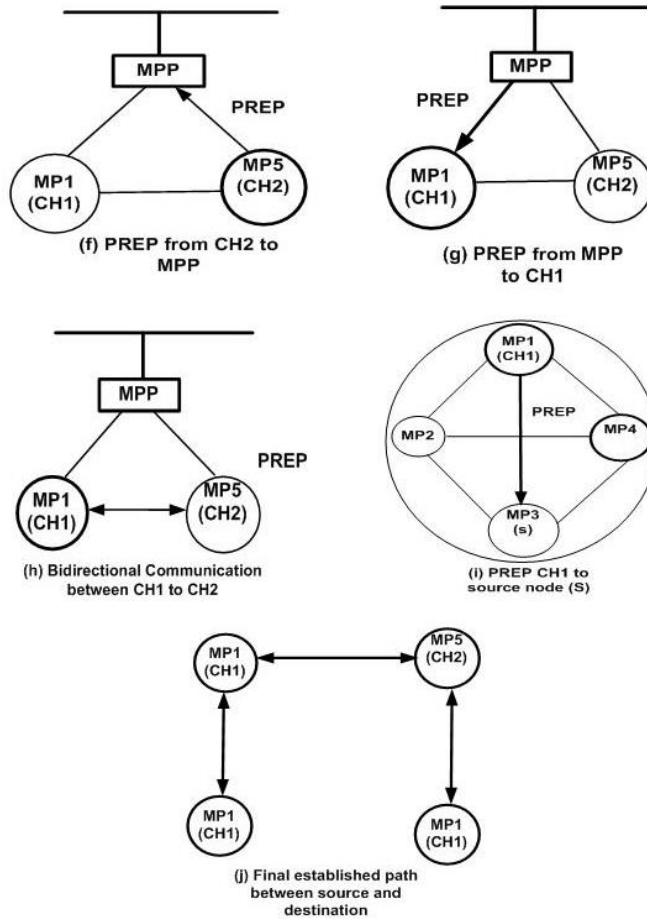 MPP
PREP
MP1
(CH1)
MP5
(CH2)
(f) PREP from CH2 to
MPP
MPP
PREP
MP1
(CH1)
MP5
(CH2)
(g) PREP from MPP
to CH1
MPP
PREP
MP1
(CH1)
MP5
(CH2)
(h) Bidirectional Communication
between CH1 to CH2
MP1
(CH1)
PREP
MP2
MP4
MP3
(s)
(i) PREP CH1 to
source node (S)
MP1
(CH1)
MP5
(CH2)
MP1
(CH1)
MP1
(CH1)
(j) Final established path
between source and
destination